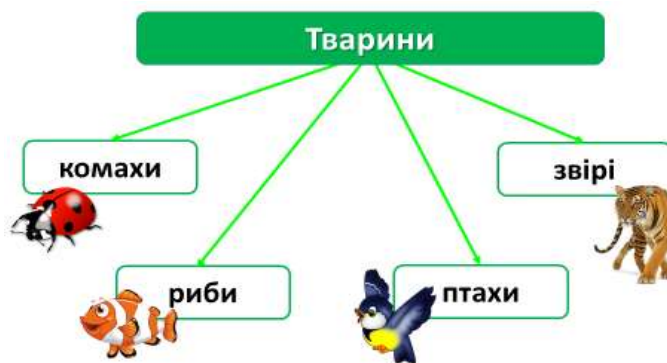 Тварини
комахи
звірі
риби
птахи